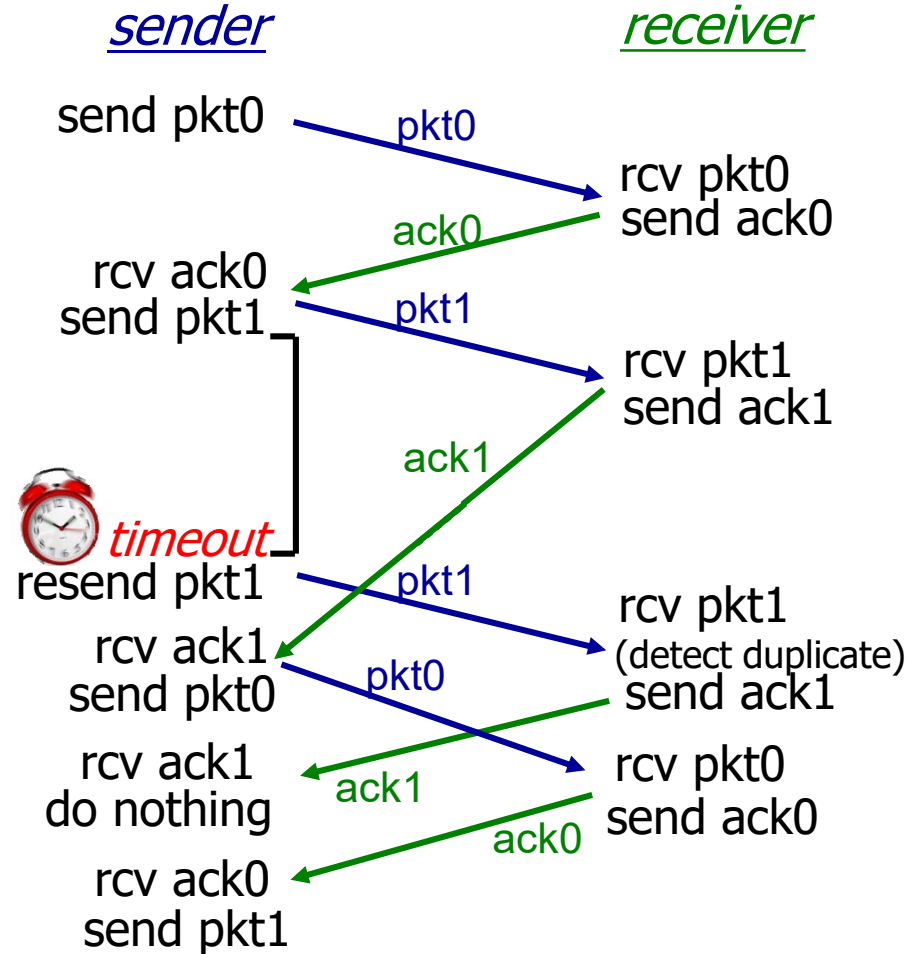 sender
receiver
send pkt0
pkt0
rcv pkt0
send ack0
ack0
rcv ack0
send pkt1
pkt1
rcv pkt1
send ack1
ack1
timeout
resend pkt1
pkt1
rcv pkt1
(detect duplicate)
send ack1
rcv ack1
send pkt0
pkt0
rcv ack1
do nothing
ack1
rcv pkt0
send ack0
ack0
rcv ack0
send pkt1